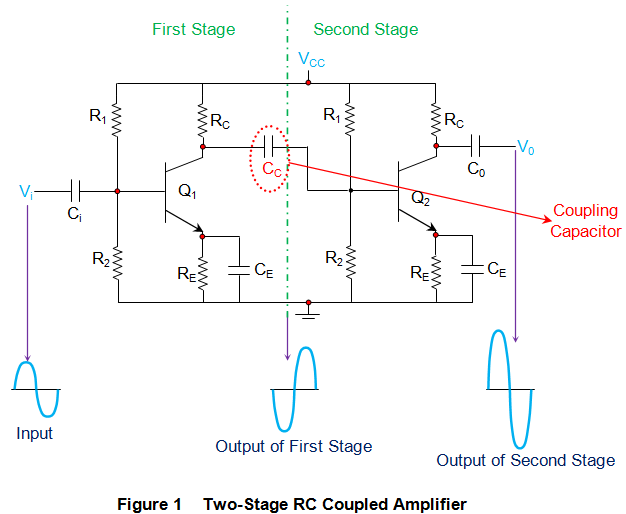 First Stage
Second Stage
VCC
R1
RC
R1
RC
CC
V0
C0
Vi
Ci
Q1
Q2
Coupling
Capacitor
R2
RE
CE
R2
RE
CE
Input
Output of First Stage
Output of Second Stage
Figure 1 Two-Stage RC Coupled Amplifier